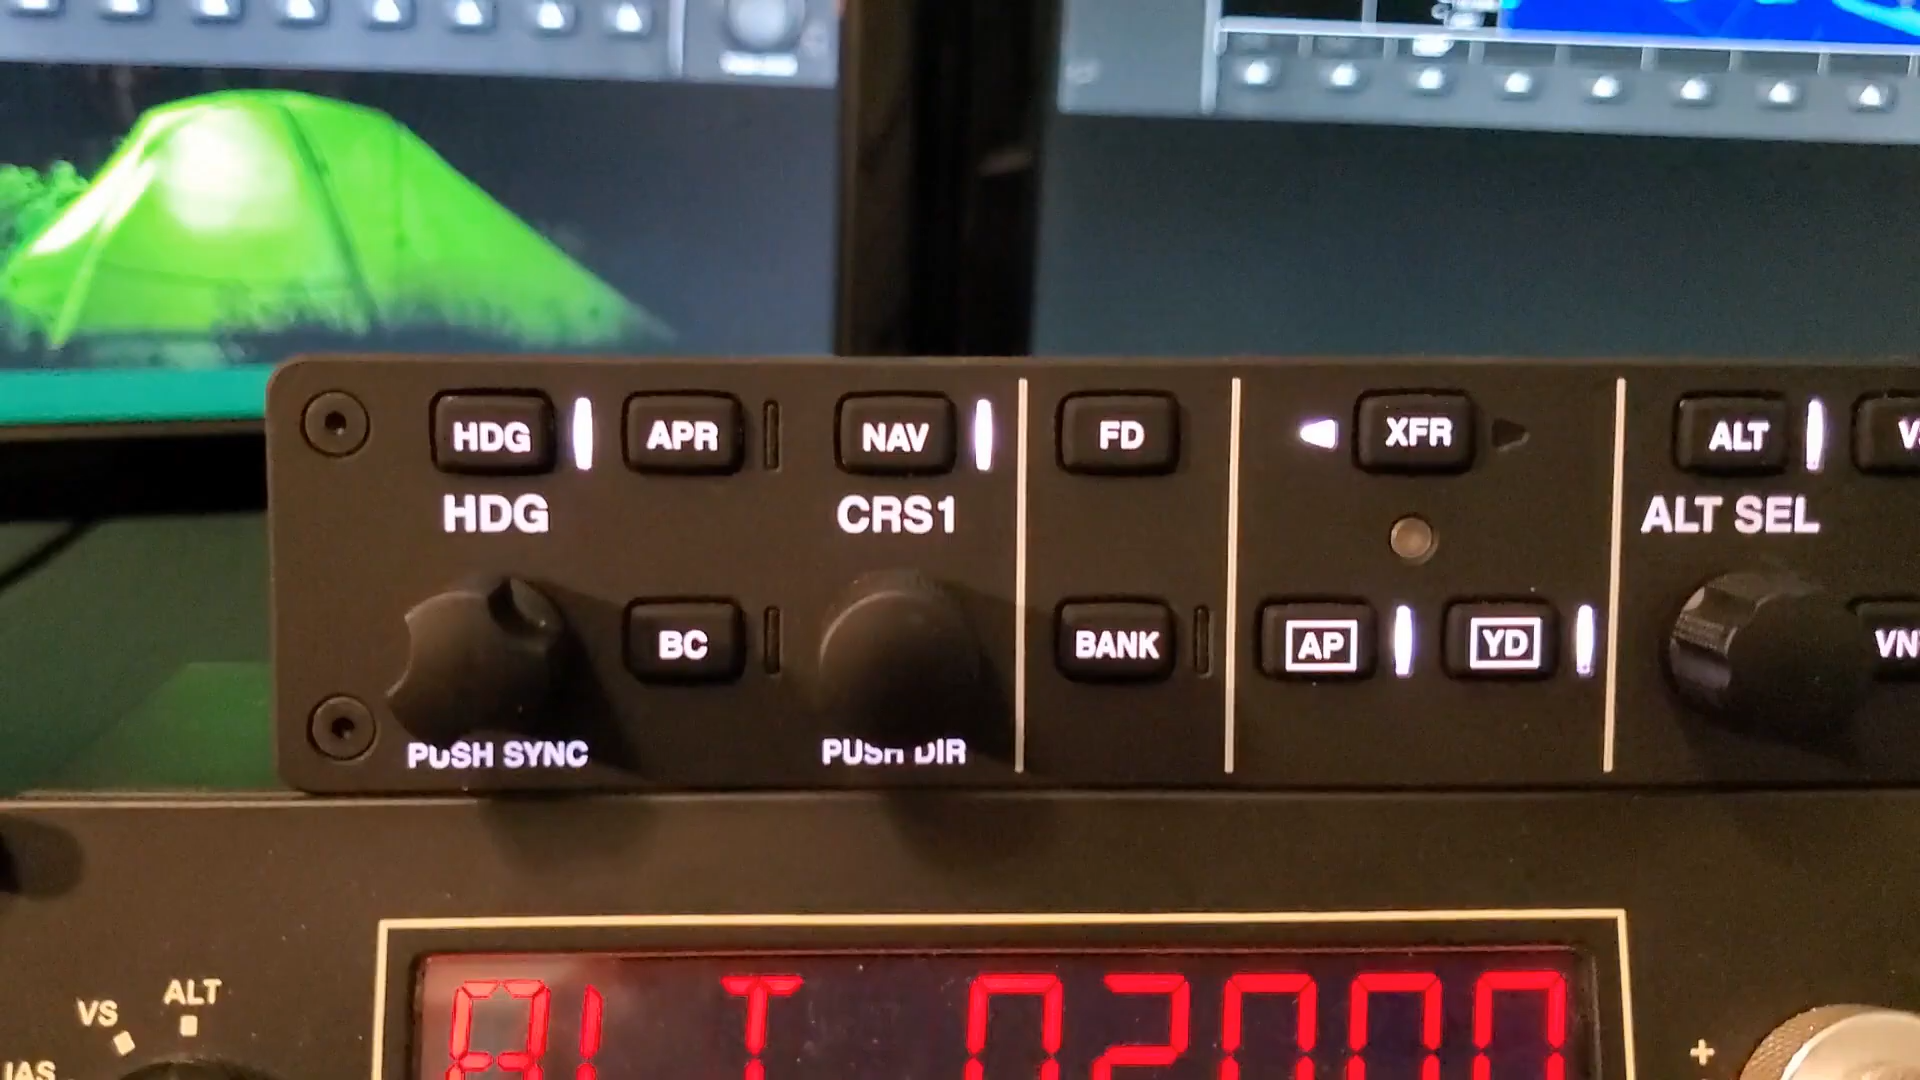 HDG APR NAV FD XFR ALT
HDG CRS1 ALT SEL
BC BANK AP YD
PUSH SYNC PUSH DIR
ALT 02000
ALT
VS
IAS
+